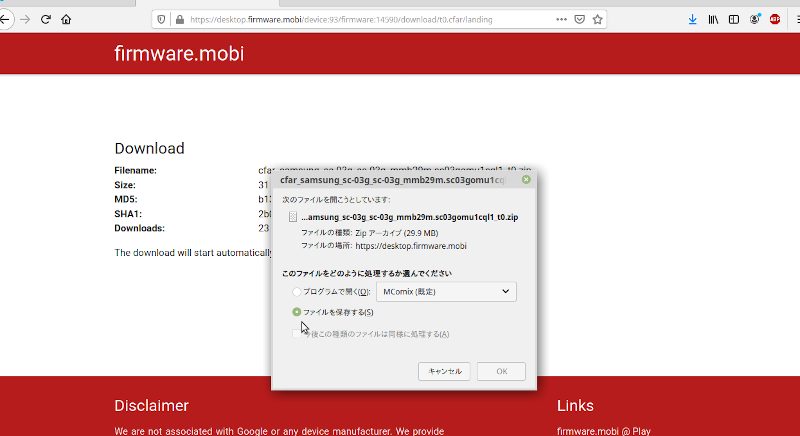 https://desktop.firmware.mobi/device:93/firmware:14590/download/t0.cfar/landing
ABP
firmware.mobi
Download
Filename: cfar_samsung_sc-03g_sc-03g_mmb29m.sc03gomu1cql1_t0.zip
Size: 31
MD5: b13
SHA1: 2b0
Downloads: 23
The download will start automatically
cfar_samsung_sc-03g_sc-03g_mmb29m.sc03gomu1cql
次のファイルを開こうとしています:
...amsung_sc-03g_sc-03g_mmb29m.sc03gomu1cql1_t0.zip
ファイルの種類: Zip アーカイブ (29.9 MB)
ファイルの場所: https://desktop.firmware.mobi
このファイルをどのように処理するか選んでください
プログラムで開く(O): MComix (既定)
ファイルを保存する(S)
今後この種類のファイルは同様に処理する(A)
キャンセル OK
Disclaimer
We are not associated with Google or any device manufacturer. We provide
Links
firmware.mobi @ Play